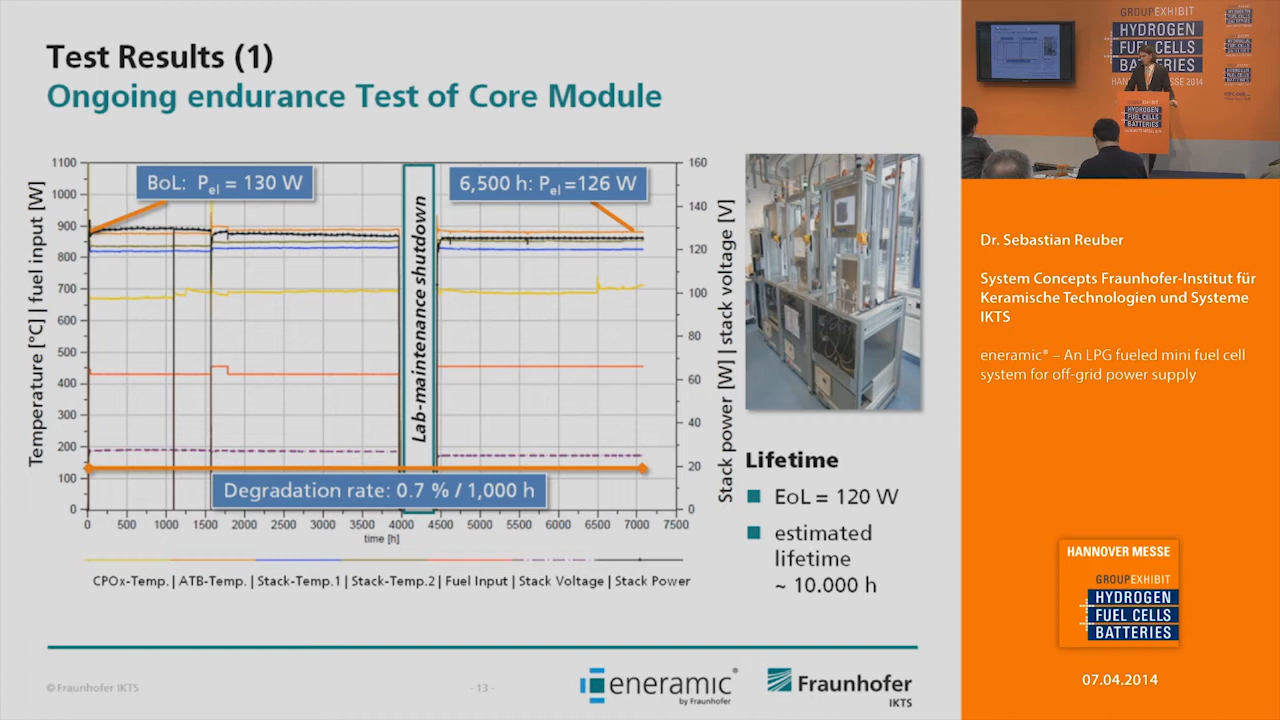 Test Results (1)
Ongoing endurance Test of Core Module
Temperature [°C] | fuel input [W]
1100
1000
900
800
700
600
500
400
300
200
100
0
BoL: Pel = 130 W
6,500 h: Pel =126 W
Lab-maintenance shutdown
Degradation rate: 0.7 % / 1,000 h
160
140
120
100
80
60
40
20
0
Stack power [W] | stack voltage [V]
0 500 1000 1500 2000 2500 3000 3500 4000 4500 5000 5500 6000 6500 7000 7500
time [h]
CPOx-Temp. | ATB-Temp. | Stack-Temp.1 | Stack-Temp.2 | Fuel Input | Stack Voltage | Stack Power
Lifetime
EoL = 120 W
estimated
lifetime
~ 10.000 h
© Fraunhofer IKTS
- 13 -
eneramic®
by Fraunhofer
Fraunhofer
IKTS
GROUPEXHIBIT
HYDROGEN
FUEL CELLS
BATTERIES
Dr. Sebastian Reuber
System Concepts Fraunhofer-Institut für
Keramische Technologien und Systeme
IKTS
eneramic® – An LPG fueled mini fuel cell
system for off-grid power supply
HANNOVER MESSE
GROUPEXHIBIT
HYDROGEN
FUEL CELLS
BATTERIES
07.04.2014